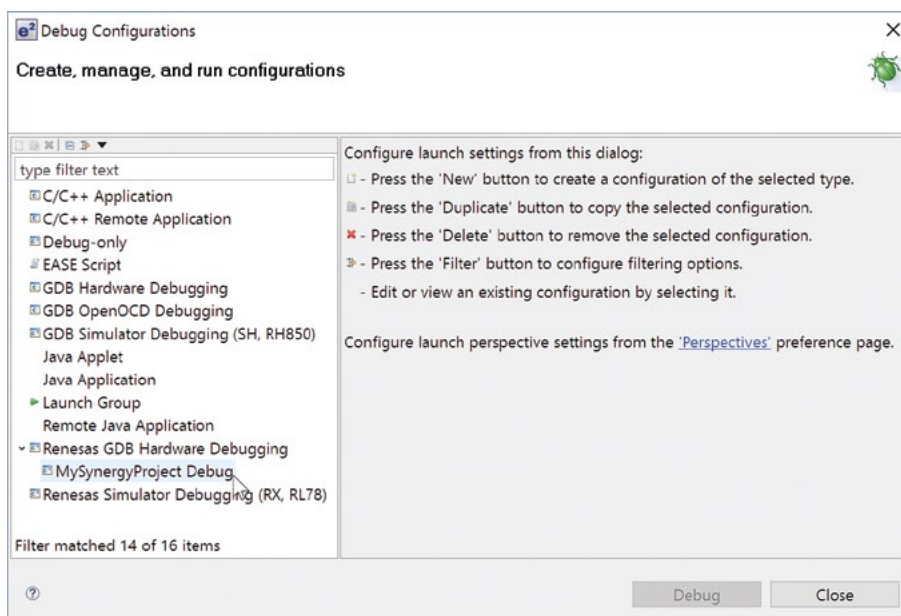 e² Debug Configurations
Create, manage, and run configurations
type filter text
C/C++ Application
C/C++ Remote Application
Debug-only
EASE Script
GDB Hardware Debugging
GDB OpenOCD Debugging
GDB Simulator Debugging (SH, RH850)
Java Applet
Java Application
Launch Group
Remote Java Application
Renesas GDB Hardware Debugging
MySynergyProject Debug
Renesas Simulator Debugging (RX, RL78)
Filter matched 14 of 16 items
Configure launch settings from this dialog:
- Press the 'New' button to create a configuration of the selected type.
- Press the 'Duplicate' button to copy the selected configuration.
- Press the 'Delete' button to remove the selected configuration.
- Press the 'Filter' button to configure filtering options.
- Edit or view an existing configuration by selecting it.
Configure launch perspective settings from the 'Perspectives' preference page.
?
Debug
Close